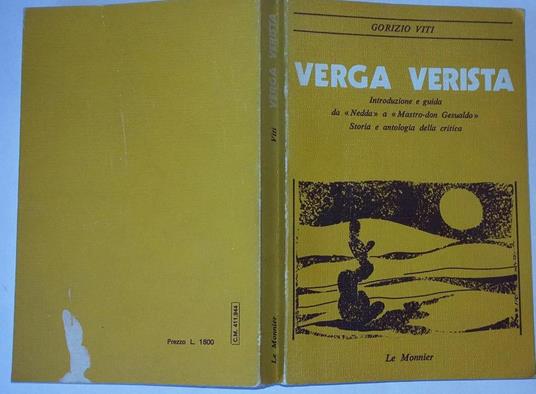 GORIZIO VITI
VERGA VERISTA
Introduzione e guida
da «Nedda» a «Mastro-don Gesualdo»
Storia e antologia della critica
Le Monnier
Viti VERGA VERISTA
Le Monnier
Prezzo L. 1800
C.M. 411.944